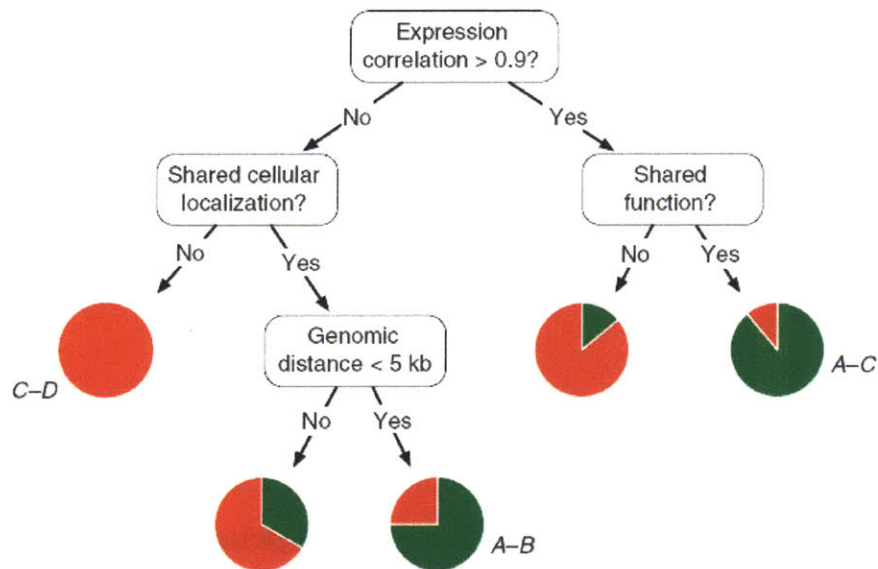 Expression
correlation > 0.9?
No
Yes
Shared cellular
localization?
Shared
function?
No
Yes
No
Yes
C–D
Genomic
distance < 5 kb
A–C
No
Yes
A–B